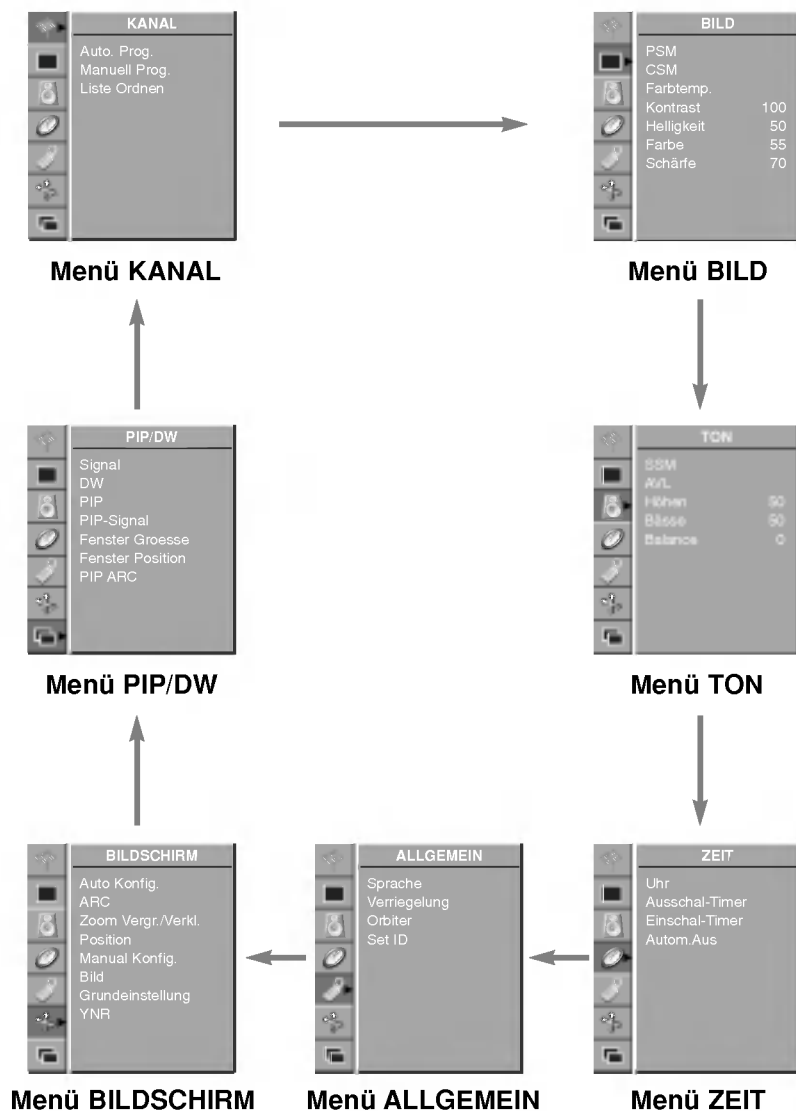 KANAL
Auto. Prog.
Manuell Prog.
Liste Ordnen
Menü KANAL
BILD
PSM
CSM
Farbtemp.
Kontrast 100
Helligkeit 50
Farbe 55
Schärfe 70
Menü BILD
PIP/DW
Signal
DW
PIP
PIP-Signal
Fenster Groesse
Fenster Position
PIP ARC
Menü PIP/DW
TON
SSM
AVL
Höhen 50
Bässe 50
Balance 0
Menü TON
BILDSCHIRM
Auto Konfig.
ARC
Zoom Vergr./Verkl.
Position
Manual Konfig.
Bild
Grundeinstellung
YNR
Menü BILDSCHIRM
ALLGEMEIN
Sprache
Verriegelung
Orbiter
Set ID
Menü ALLGEMEIN
ZEIT
Uhr
Ausschal-Timer
Einschal-Timer
Autom.Aus
Menü ZEIT